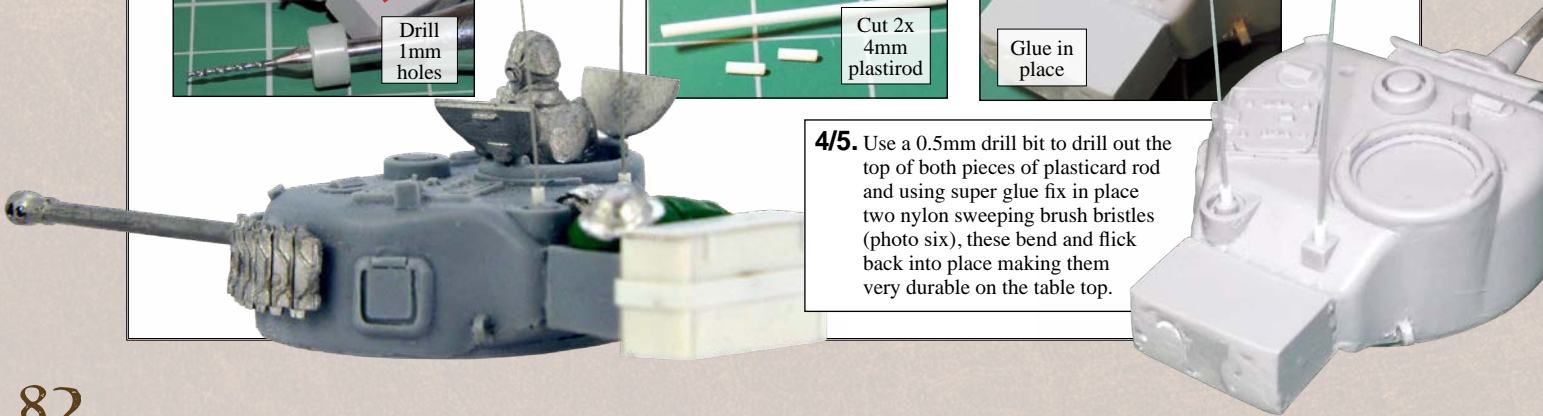 Drill
1mm
holes
Cut 2x
4mm
plastirod
Glue in
place
4/5. Use a 0.5mm drill bit to drill out the
top of both pieces of plasticard rod
and using super glue fix in place
two nylon sweeping brush bristles
(photo six), these bend and flick
back into place making them
very durable on the table top.
82